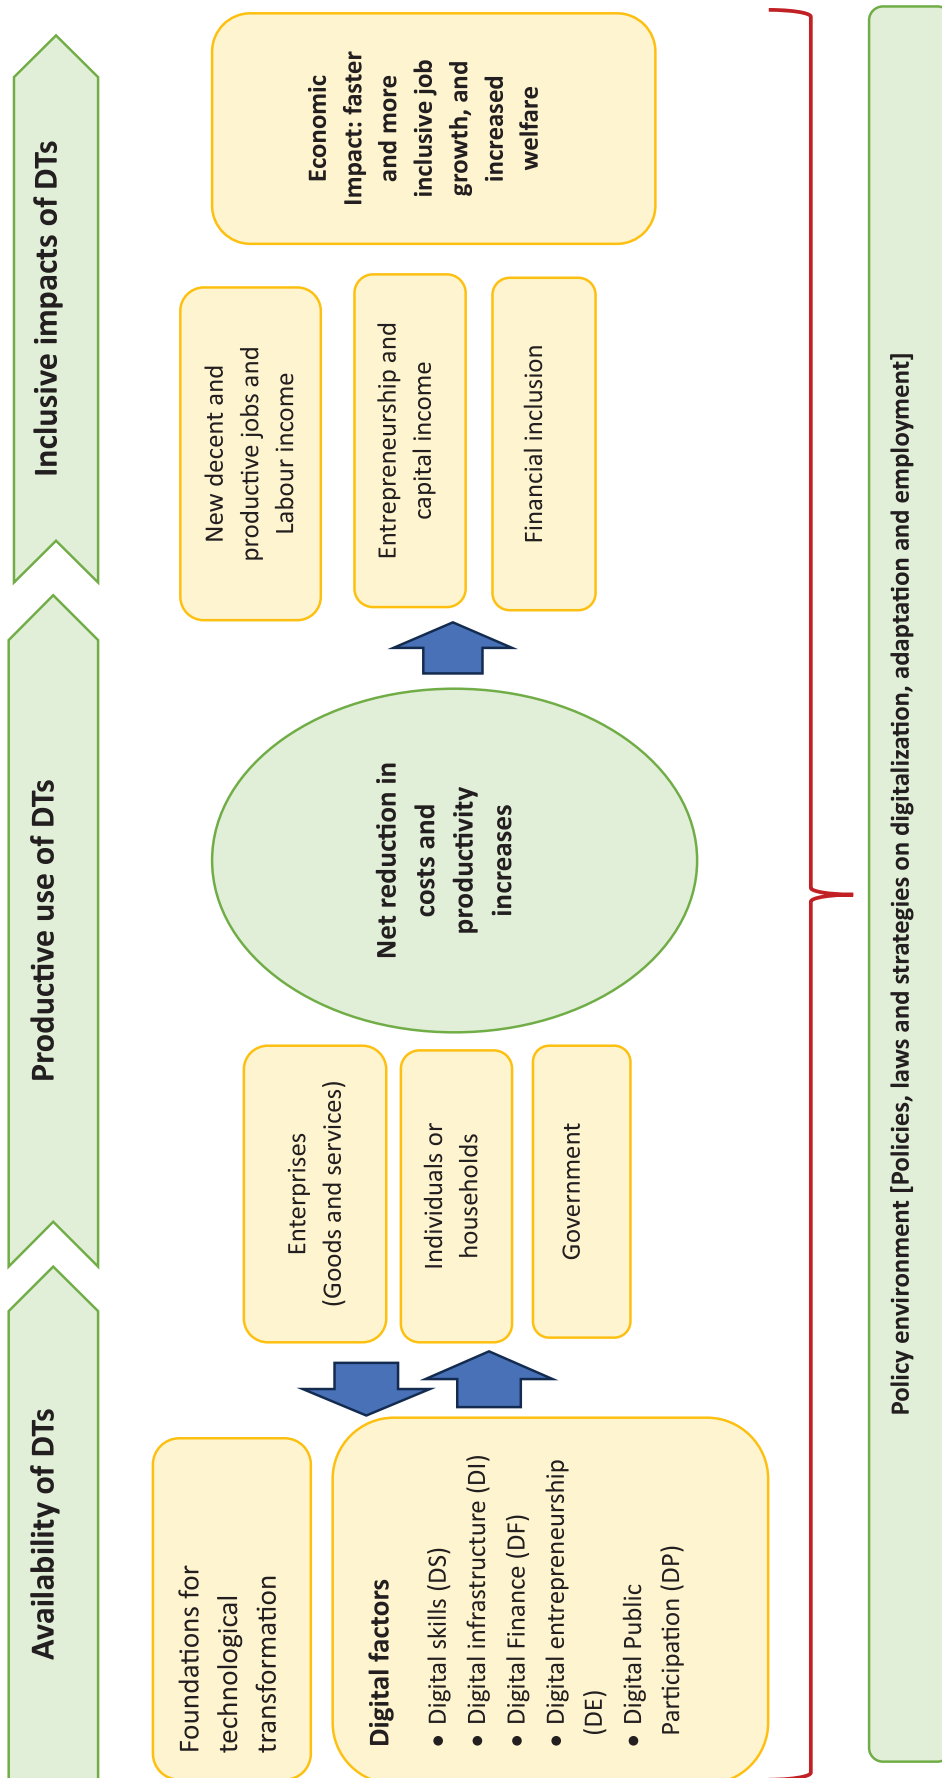 Availability of DTs
Productive use of DTs
Inclusive impacts of DTs
Foundations for
technological
transformation
Digital factors
• Digital skills (DS)
• Digital infrastructure (DI)
• Digital Finance (DF)
• Digital entrepreneurship
(DE)
• Digital Public
Participation (DP)
Enterprises
(Goods and services)
Individuals or
households
Government
Net reduction in
costs and
productivity
increases
New decent and
productive jobs and
Labour income
Entrepreneurship and
capital income
Financial inclusion
Economic
Impact: faster
and more
inclusive job
growth, and
increased
welfare
Policy environment [Policies, laws and strategies on digitalization, adaptation and employment]